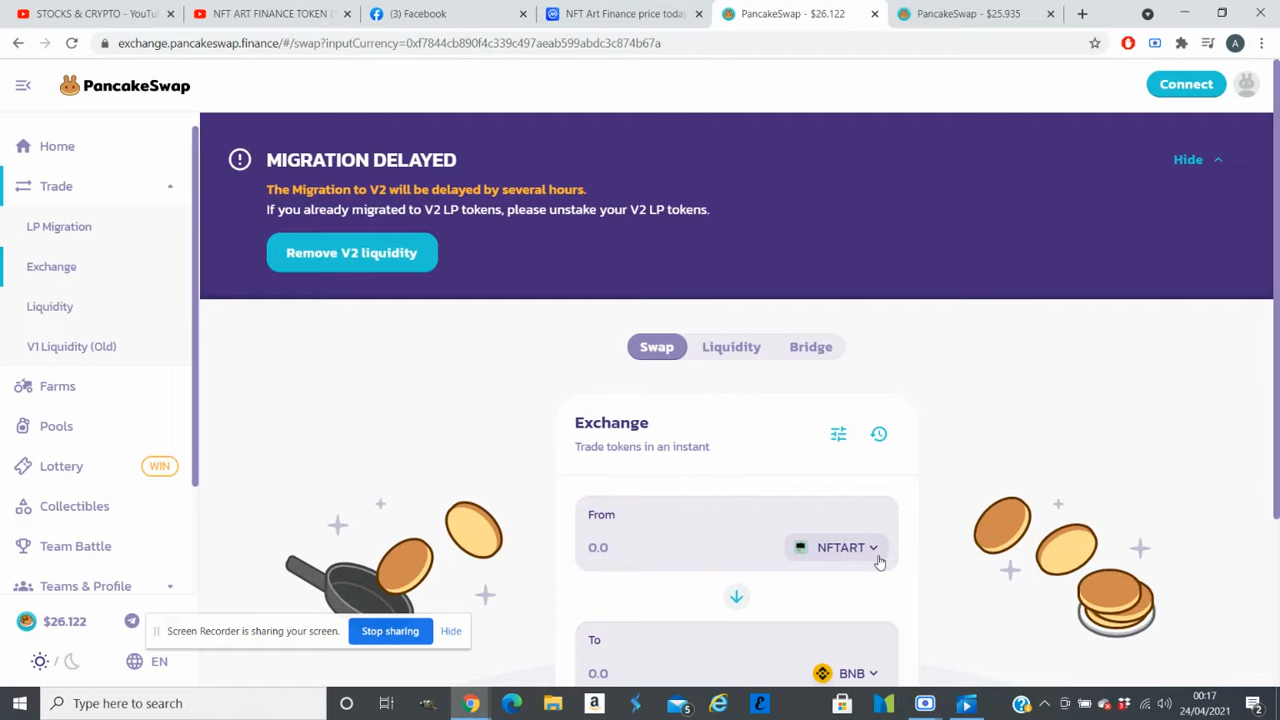 STOCKS & CRYPTO - YouTu
NFT ART FINANCE TOKEN (
(3) Facebook
NFT Art Finance price today
PancakeSwap - $26.122
PancakeSwap - $25.935
exchange.pancakeswap.finance/#/swap?inputCurrency=0xf7844cb890f4c339c497aeab599abdc3c874b67a
A
PancakeSwap
Connect
Home
Trade
LP Migration
Exchange
Liquidity
V1 Liquidity (Old)
Farms
Pools
Lottery
WIN
Collectibles
Team Battle
Teams & Profile
$26.122
EN
MIGRATION DELAYED
Hide
The Migration to V2 will be delayed by several hours.
If you already migrated to V2 LP tokens, please unstake your V2 LP tokens.
Remove V2 liquidity
Swap
Liquidity
Bridge
Exchange
Trade tokens in an instant
From
0.0
NFTART
To
0.0
BNB
Screen Recorder is sharing your screen.
Stop sharing
Hide
Type here to search
5
00:17
24/04/2021
2